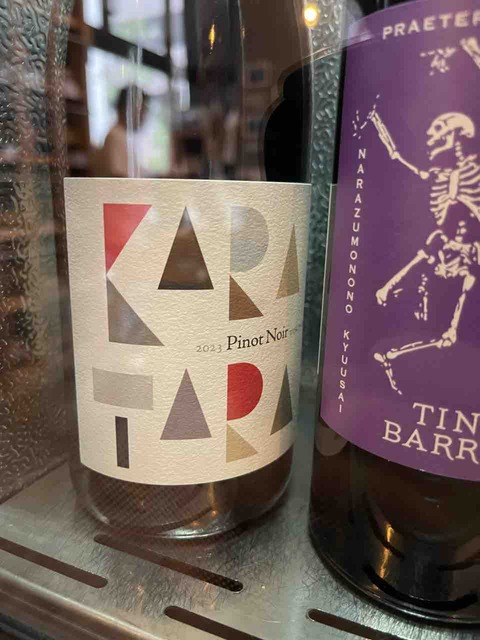 KARA
2023 Pinot Noir
TARA
PRAETER
NARAZUMONONO KYUUSAI
TIN
BARR